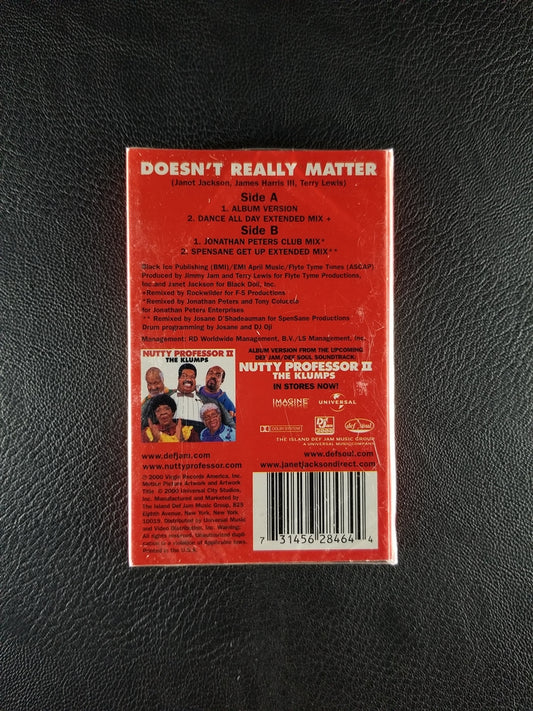 DOESN'T REALLY MATTER
(Janet Jackson, James Harris III, Terry Lewis)
Side A
1. ALBUM VERSION
2. DANCE ALL DAY EXTENDED MIX +
Side B
1. JONATHAN PETERS CLUB MIX*
2. SPENSANE GET UP EXTENDED MIX**
Black Ice Publishing (BMI)/EMI April Music/Flyte Tyme Tunes (ASCAP)
Produced by Jimmy Jam and Terry Lewis for Flyte Tyme Productions,
Inc and Janet Jackson for Black Doll, Inc.
+Remixed by Rockwilder for F-5 Productions
*Remixed by Jonathan Peters and Tony Coluccio
for Jonathan Peters Enterprises
** Remixed by Josane D'Shadeauman for SpenSane Productions
Drum programming by Josane and DJ Oji
Management: RD Worldwide Management, B.V./LS Management, Inc.
NUTTY PROFESSOR II
THE KLUMPS
ALBUM VERSION FROM THE UPCOMING
DEF JAM/DEF SOUL SOUNDTRACK:
NUTTY PROFESSOR II
THE KLUMPS
IN STORES NOW!
IMAGINE
UNIVERSAL
DOLBY SYSTEM
DEF JAM
def soul
THE ISLAND DEF JAM MUSIC GROUP
A UNIVERSAL MUSIC COMPANY
www.defjam.com
www.defsoul.com
www.nuttyprofessor.com
www.janetjacksondirect.com
℗ 2000 Virgin Records America, Inc.
Motion Picture Artwork and Artwork
Title © 2000 Universal City Studios,
Inc. Manufactured and Marketed by
The Island Def Jam Music Group, 825
Eighth Avenue, New York, New York
10019. Distributed by Universal Music
and Video Distribution, Inc. Warning:
All rights reserved. Unauthorized dupli-
cation is a violation of Applicable laws.
Printed in the U.S.A.
7 31456 28464 4